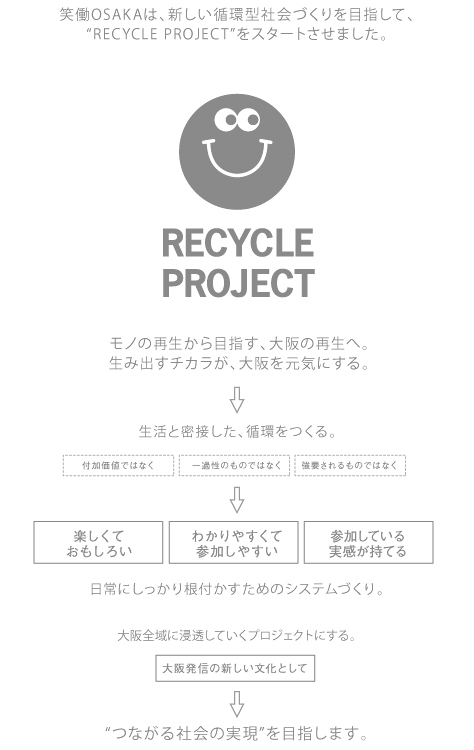 笑働OSAKAは、新しい循環型社会づくりを目指して、
“RECYCLE PROJECT”をスタートさせました。
RECYCLE
PROJECT
モノの再生から目指す、大阪の再生へ。
生み出すチカラが、大阪を元気にする。
生活と密接した、循環をつくる。
付加価値ではなく
一過性のものではなく
強要されるものではなく
楽しくて
おもしろい
わかりやすくて
参加しやすい
参加している
実感が持てる
日常にしっかり根付かすためのシステムづくり。
大阪全域に浸透していくプロジェクトにする。
大阪発信の新しい文化として
“つながる社会の実現”を目指します。